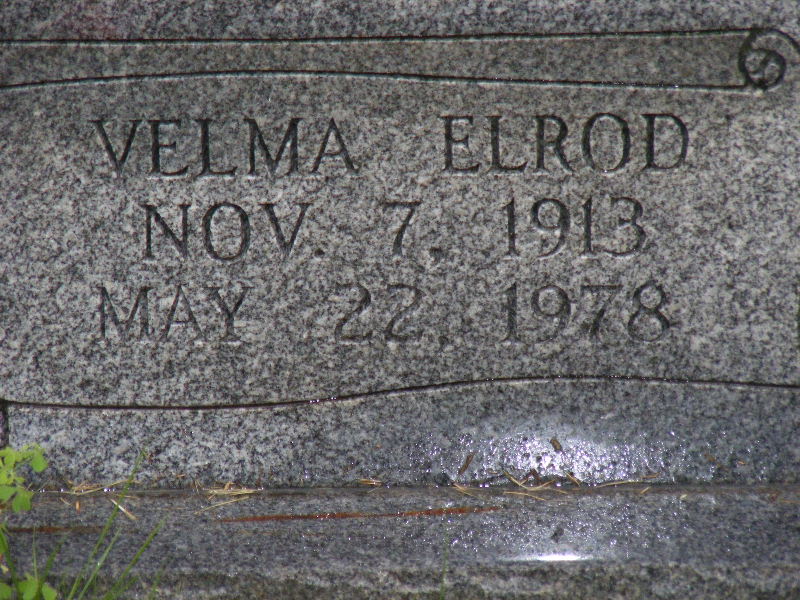 VELMA ELROD
NOV. 7, 1913
MAY 22, 1978